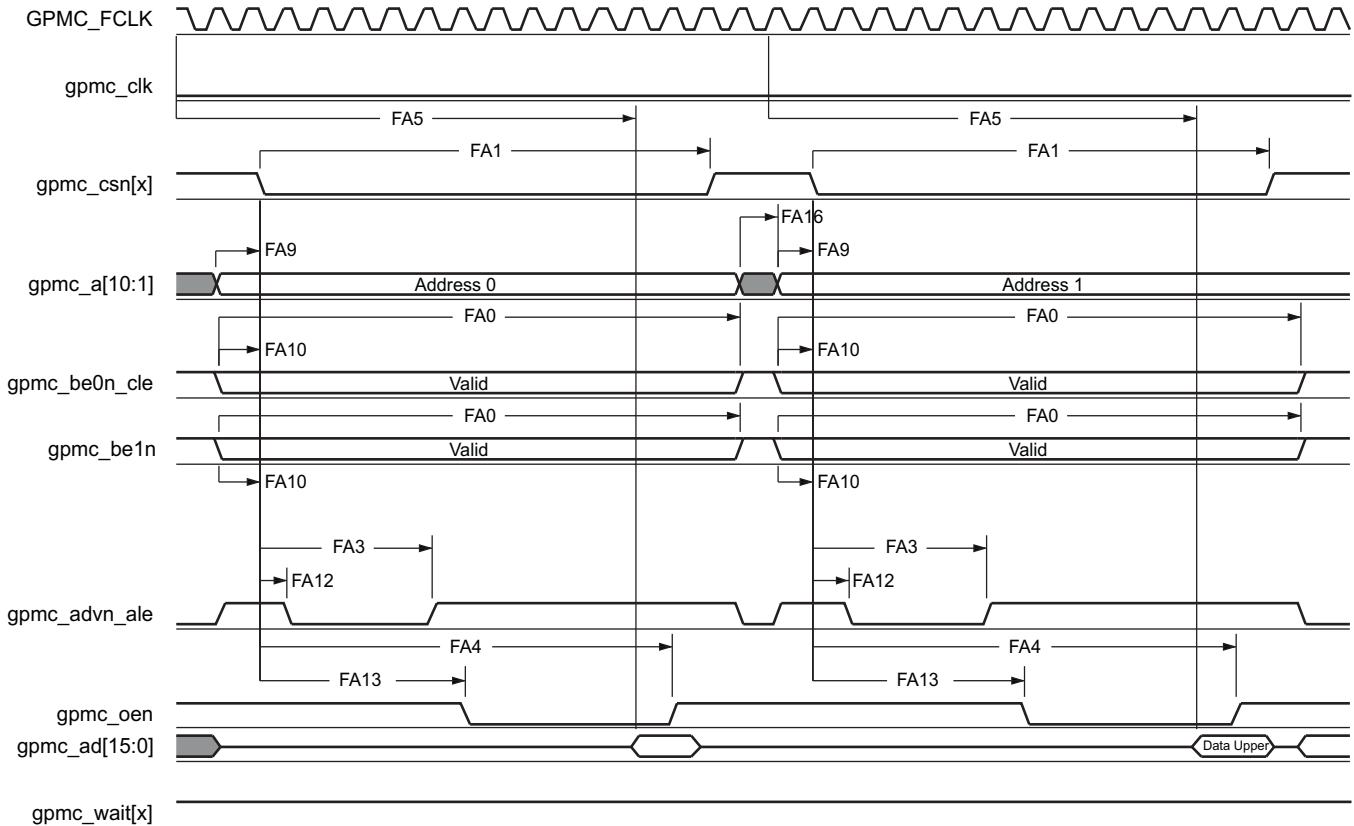 GPMC_FCLK
gpmc_clk
FA5 FA5
FA1 FA1
gpmc_csn[x]
FA16
FA9 FA9
gpmc_a[10:1] Address 0 Address 1
FA0 FA0
FA10 FA10
gpmc_be0n_cle Valid Valid
FA0 FA0
gpmc_be1n Valid Valid
FA10 FA10
FA3 FA3
FA12 FA12
gpmc_advn_ale
FA4 FA4
FA13 FA13
gpmc_oen
gpmc_ad[15:0] Data Upper
gpmc_wait[x]